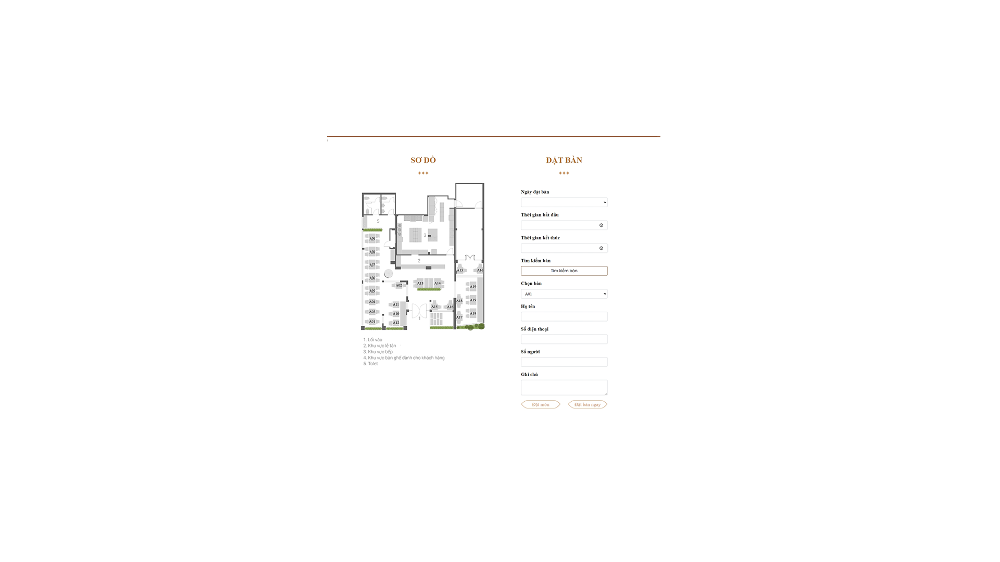 ;
SƠ ĐỒ
5
3
2
A09
A08
A07
A06
A05
A04
A03
A01
A02
A11
A10
A12
A13
A14
A15
A16
1
A15
A16
A19
A18
A19
A19
A17
1. Lối vào
2. Khu vực lễ tân
3. Khu vực bếp
4. Khu vực bàn ghế dành cho khách hàng
5. Tolet
ĐẶT BÀN
Ngày đặt bàn
Thời gian bắt đầu
Thời gian kết thúc
Tìm kiếm bàn
Tìm kiếm bàn
Chọn bàn
A01
Họ tên
Số điện thoại
Số người
Ghi chú
Đặt món
Đặt bàn ngay